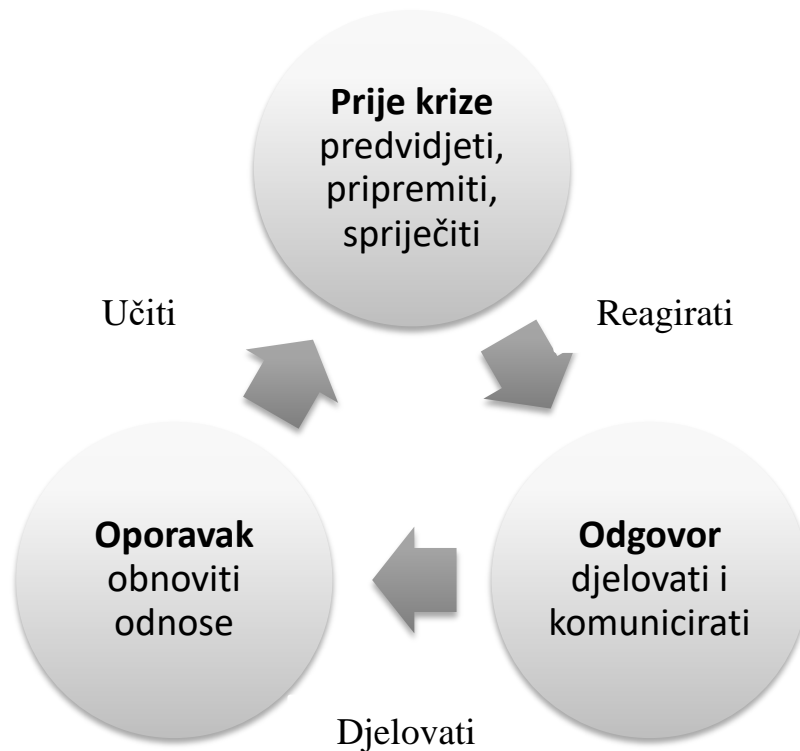 Prije krize
predvidjeti,
pripremiti,
spriječiti
Učiti
Reagirati
Oporavak
obnoviti
odnose
Odgovor
djelovati i
komunicirati
Djelovati